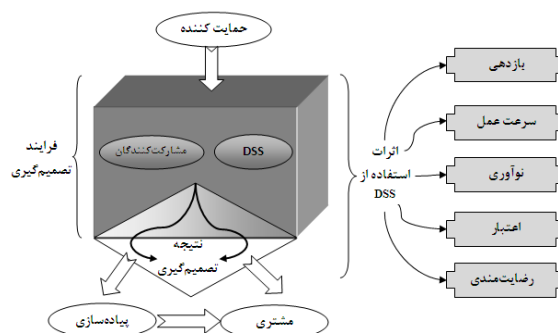 حمایت کننده
فرایند
تصمیم‌گیری
مشارکت‌کنندگان
DSS
نتیجه
تصمیم‌گیری
پیاده‌سازی
مشتری
اثرات
استفاده از
DSS
بازدهی
سرعت عمل
نوآوری
اعتبار
رضایت‌مندی